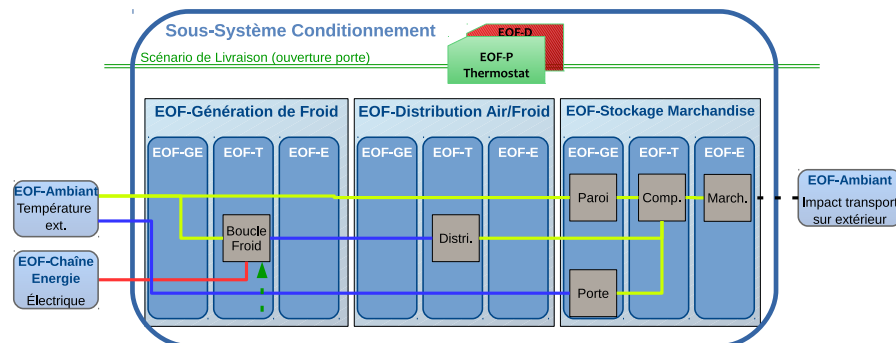 Sous-Système Conditionnement
EOF-D
Scénario de Livraison (ouverture porte)
EOF-P
Thermostat
EOF-Génération de Froid
EOF-Distribution Air/Froid
EOF-Stockage Marchandise
EOF-GE
EOF-T
EOF-E
EOF-GE
EOF-T
EOF-E
EOF-GE
EOF-T
EOF-E
EOF-Ambiant
Température
ext.
EOF-Ambiant
Impact transport
sur extérieur
Paroi
Comp.
March.
Boucle
Froid
Distri.
EOF-Chaîne
Energie
Électrique
Porte